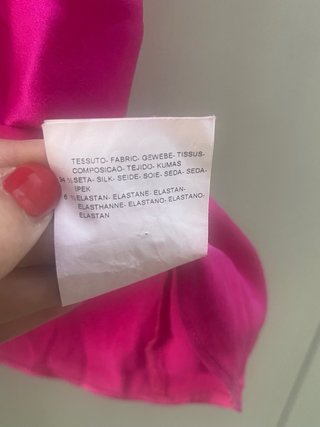 TESSUTO- FABRIC- GEWEBE- TISSUS-
COMPOSICAO- TEJIDO- KUMAS
94 % SETA- SILK- SEIDE- SOIE- SEDA- SEDA-
IPEK
6 % ELASTAN- ELASTANE- ELASTAN-
ELASTHANNE- ELASTANO- ELASTANO-
ELASTAN